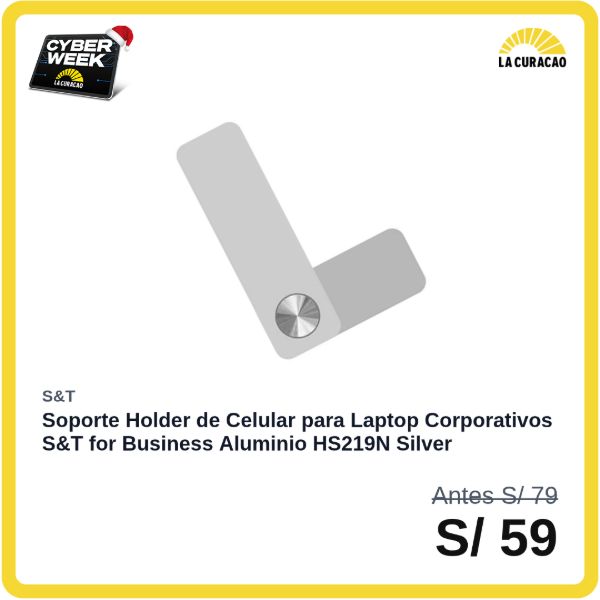 CYBER
WEEK
LA CURACAO
LA CURACAO
S&T
Soporte Holder de Celular para Laptop Corporativos
S&T for Business Aluminio HS219N Silver
Antes S/ 79
S/ 59